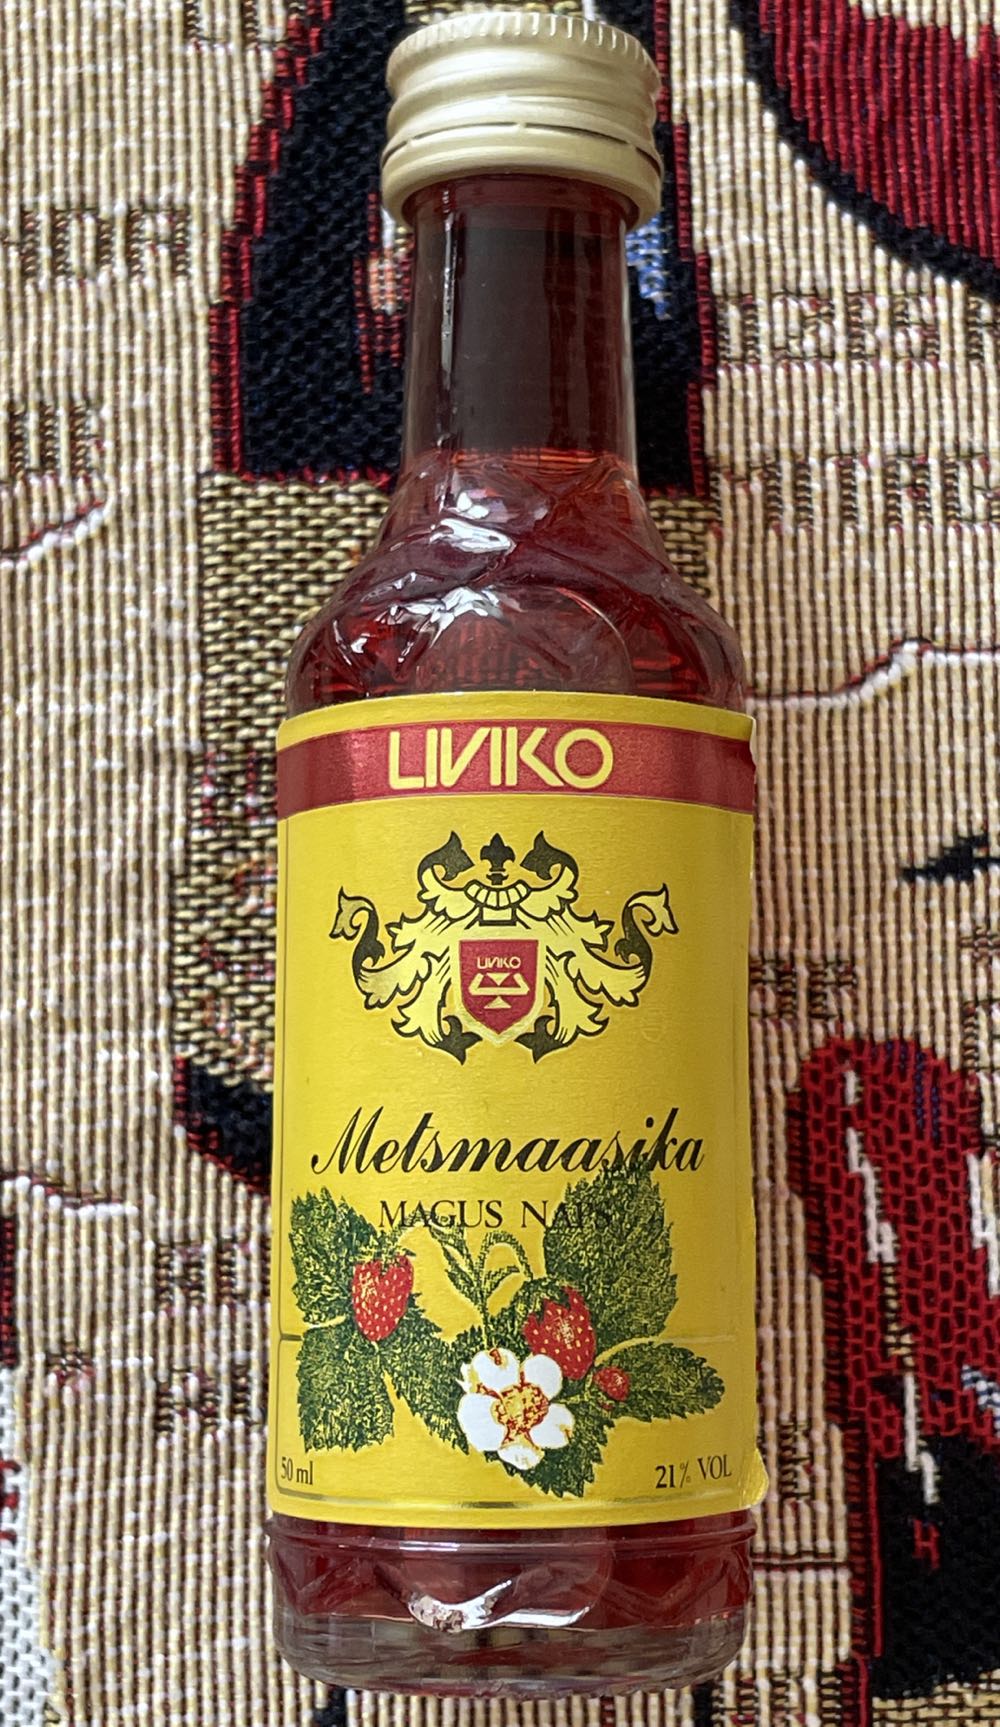 LIVIKO
LIVIKO
Metsmaasika
MAGUS NAPS
50 ml
21% VOL